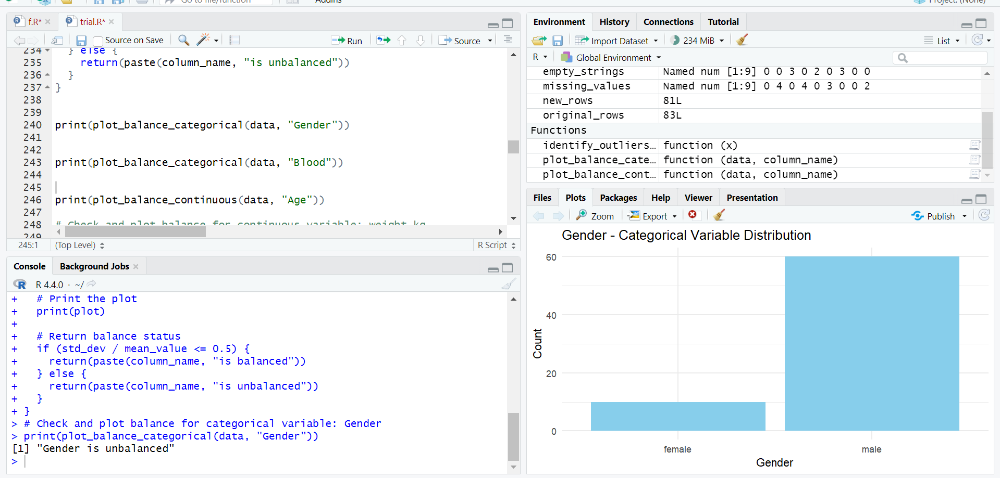 Go to file/function
Addins
Project: (None)
f.R*
trial.R*
Source on Save
Run
Source
234 } else {
235 return(paste(column_name, "is unbalanced"))
236 }
237 }
238
239
240 print(plot_balance_categorical(data, "Gender"))
241
242
243 print(plot_balance_categorical(data, "Blood"))
244
245
246 print(plot_balance_continuous(data, "Age"))
247
248 # Check and plot balance for continuous variable: weight_kg
249
245:1 (Top Level) R Script
Console Background Jobs
R 4.4.0 · ~/
+ # Print the plot
+ print(plot)
+
+ # Return balance status
+ if (std_dev / mean_value <= 0.5) {
+ return(paste(column_name, "is balanced"))
+ } else {
+ return(paste(column_name, "is unbalanced"))
+ }
+ }
> # Check and plot balance for categorical variable: Gender
> print(plot_balance_categorical(data, "Gender"))
[1] "Gender is unbalanced"
>
Environment History Connections Tutorial
Import Dataset 234 MiB List
R Global Environment
empty_strings Named num [1:9] 0 0 3 0 2 0 3 0 0
missing_values Named num [1:9] 0 4 0 4 0 3 0 0 2
new_rows 81L
original_rows 83L
Functions
identify_outliers… function (x)
plot_balance_cate… function (data, column_name)
plot_balance_cont… function (data, column_name)
Files Plots Packages Help Viewer Presentation
Zoom Export Publish
Gender - Categorical Variable Distribution
60
40
20
0
Count
female male
Gender